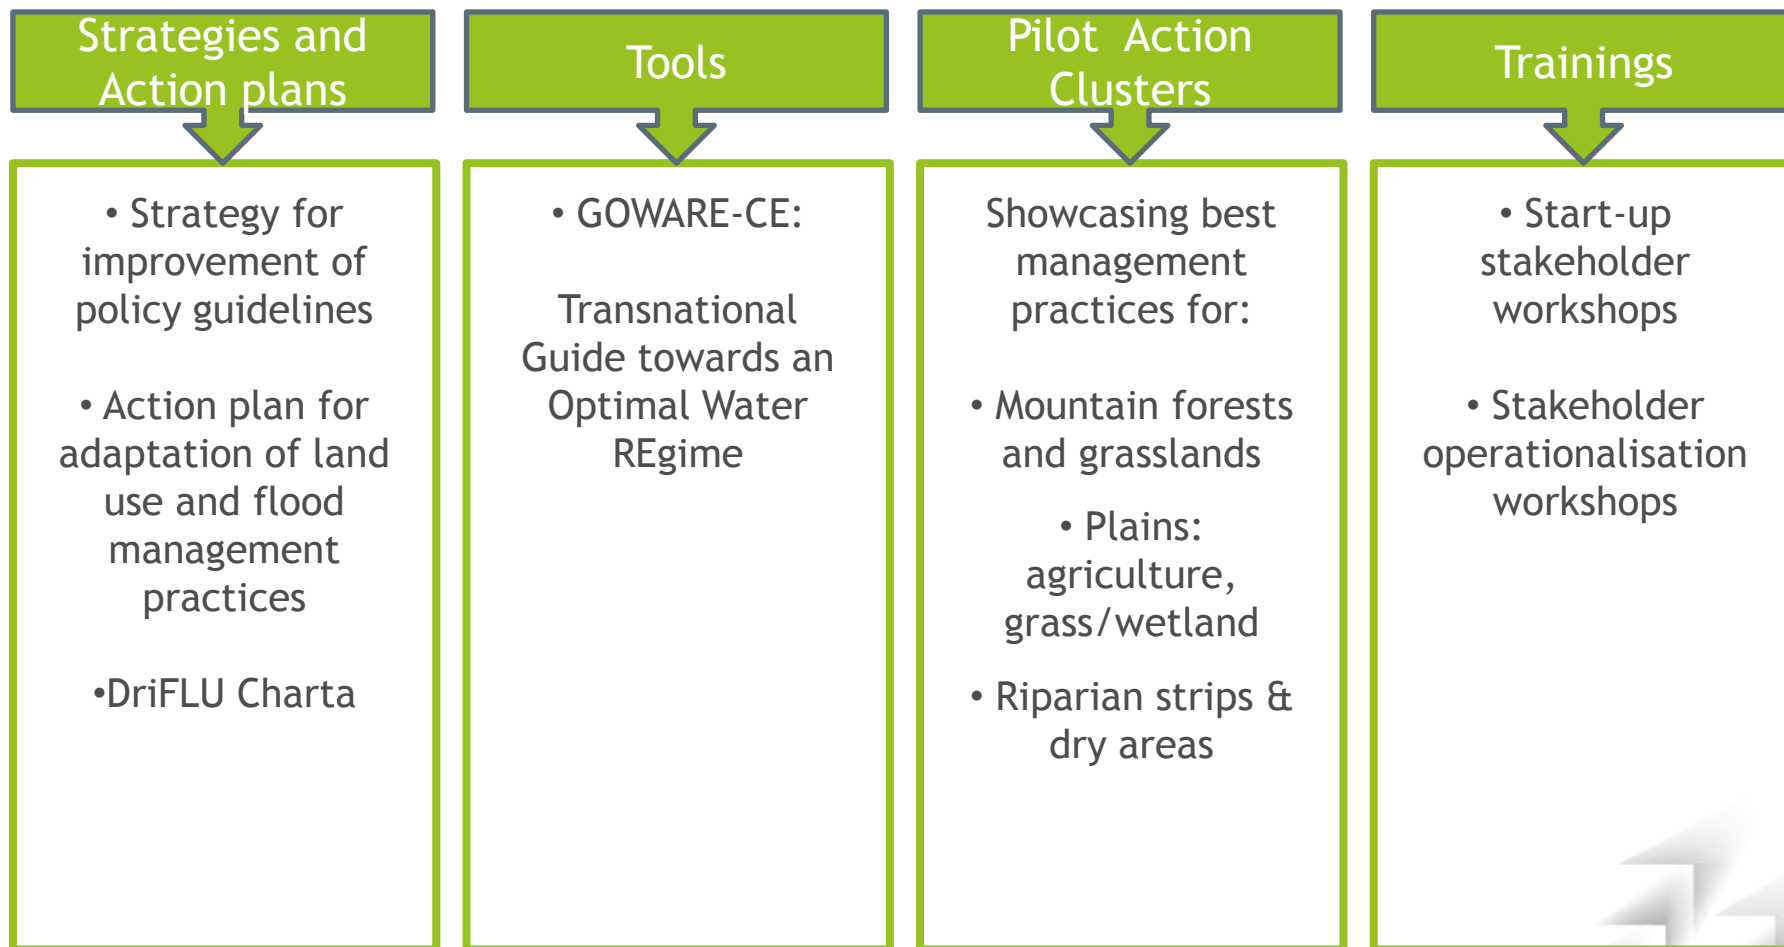 Strategies and
Action plans
• Strategy for
improvement of
policy guidelines
• Action plan for
adaptation of land
use and flood
management
practices
•DriFLU Charta
Tools
• GOWARE-CE:
Transnational
Guide towards an
Optimal Water
REgime
Pilot Action
Clusters
Showcasing best
management
practices for:
• Mountain forests
and grasslands
• Plains:
agriculture,
grass/wetland
• Riparian strips &
dry areas
Trainings
• Start-up
stakeholder
workshops
• Stakeholder
operationalisation
workshops